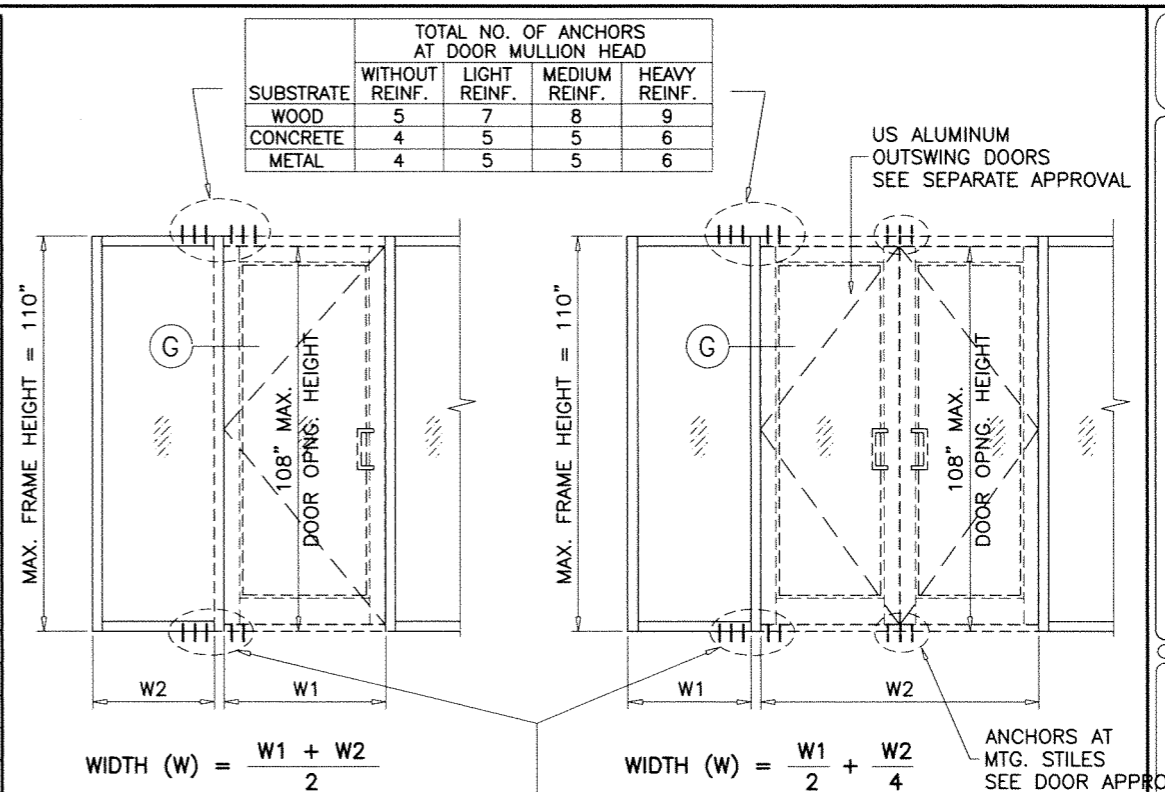 TOTAL NO. OF ANCHORS
AT DOOR MULLION HEAD
SUBSTRATE WITHOUT REINF. LIGHT REINF. MEDIUM REINF. HEAVY REINF.
WOOD 5 7 8 9
CONCRETE 4 5 5 6
METAL 4 5 5 6
US ALUMINUM
OUTSWING DOORS
SEE SEPARATE APPROVAL
MAX. FRAME HEIGHT = 110"
G
108" MAX.
DOOR OPNG. HEIGHT
W2
W1
WIDTH (W) = W1 + W2 / 2
MAX. FRAME HEIGHT = 110"
G
108" MAX.
DOOR OPNG. HEIGHT
W1
W2
WIDTH (W) = W1 / 2 + W2 / 4
ANCHORS AT
MTG. STILES
SEE DOOR APPRO